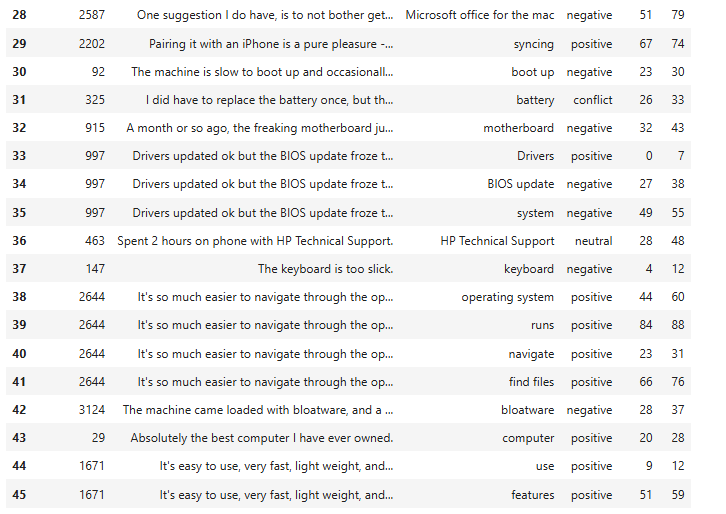 28 2587 One suggestion I do have, is to not bother get... Microsoft office for the mac negative 51 79
29 2202 Pairing it with an iPhone is a pure pleasure -... syncing positive 67 74
30 92 The machine is slow to boot up and occasionall... boot up negative 23 30
31 325 I did have to replace the battery once, but th... battery conflict 26 33
32 915 A month or so ago, the freaking motherboard ju... motherboard negative 32 43
33 997 Drivers updated ok but the BIOS update froze t... Drivers positive 0 7
34 997 Drivers updated ok but the BIOS update froze t... BIOS update negative 27 38
35 997 Drivers updated ok but the BIOS update froze t... system negative 49 55
36 463 Spent 2 hours on phone with HP Technical Support. HP Technical Support neutral 28 48
37 147 The keyboard is too slick. keyboard negative 4 12
38 2644 It's so much easier to navigate through the op... operating system positive 44 60
39 2644 It's so much easier to navigate through the op... runs positive 84 88
40 2644 It's so much easier to navigate through the op... navigate positive 23 31
41 2644 It's so much easier to navigate through the op... find files positive 66 76
42 3124 The machine came loaded with bloatware, and a ... bloatware negative 28 37
43 29 Absolutely the best computer I have ever owned. computer positive 20 28
44 1671 It's easy to use, very fast, light weight, and... use positive 9 12
45 1671 It's easy to use, very fast, light weight, and... features positive 51 59